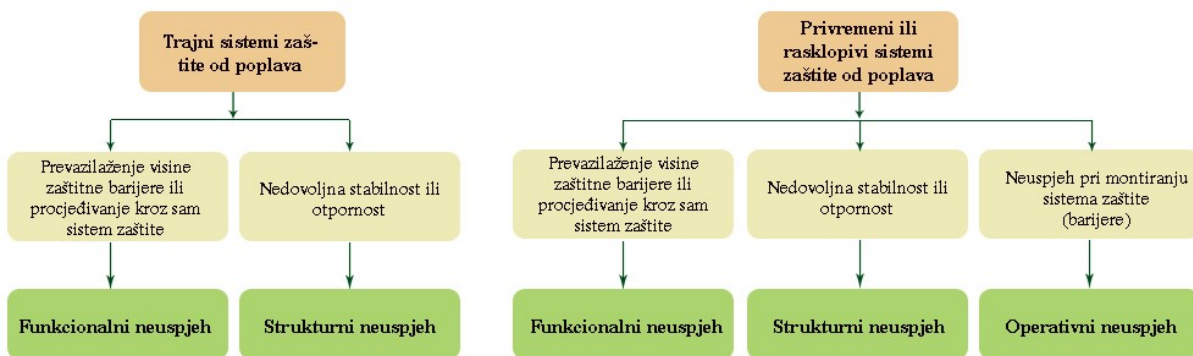 Trajni sistemi zaš-
tite od poplava
Prevazilaženje visine
zaštitne barijere ili
procjeđivanje kroz sam
sistem zaštite
Nedovoljna stabilnost ili
otpornost
Funkcionalni neuspjeh
Strukturni neuspjeh
Privremeni ili
rasklopivi sistemi
zaštite od poplava
Prevazilaženje visine
zaštitne barijere ili
procjeđivanje kroz sam
sistem zaštite
Nedovoljna stabilnost ili
otpornost
Neuspjeh pri montiranju
sistema zaštite
(barijere)
Funkcionalni neuspjeh
Strukturni neuspjeh
Operativni neuspjeh